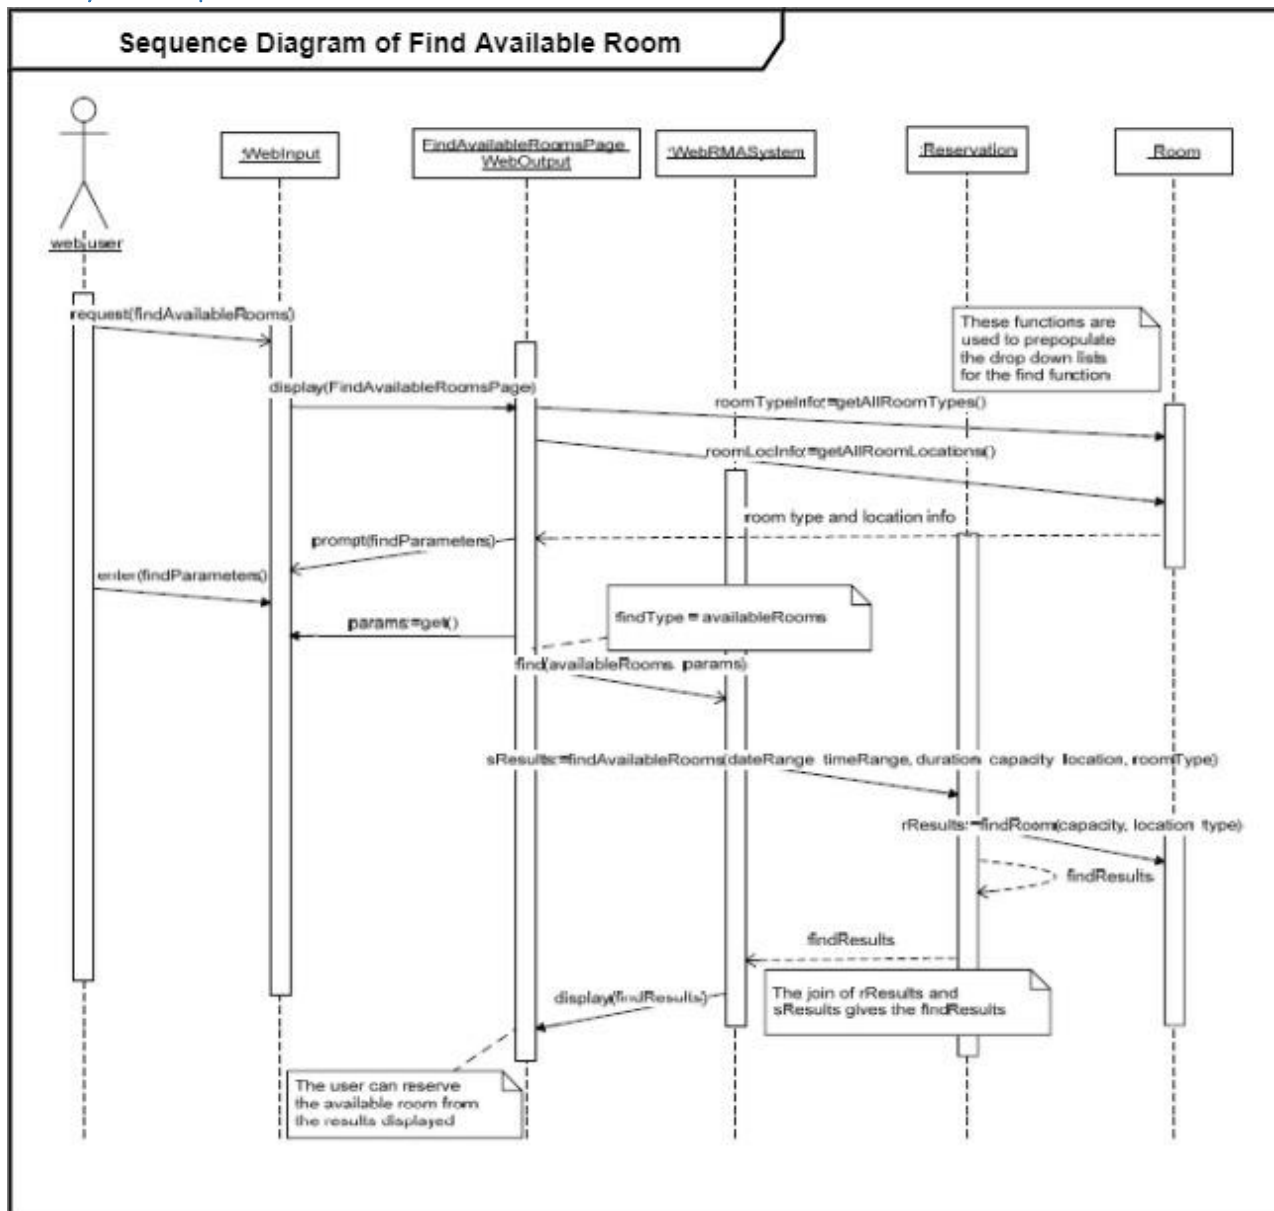 Sequence Diagram of Find Available Room
:WebInput
FindAvailableRoomsPage
WebOutput
:WebRMASystem
:Reservation
Room
web user
request(findAvailableRooms)
These functions are
used to prepopulate
the drop down lists
for the find function
display(FindAvailableRoomsPage)
roomTypeInfo:=getAllRoomTypes()
roomLocInfo:=getAllRoomLocations()
room type and location info
prompt(findParameters)
enter(findParameters)
findType = availableRooms
params:=get()
find(availableRooms, params)
sResults:=findAvailableRooms(dateRange, timeRange, duration, capacity, location, roomType)
rResults:=findRoom(capacity, location, type)
findResults
findResults
The join of rResults and
sResults gives the findResults
display(findResults)
The user can reserve
the available room from
the results displayed